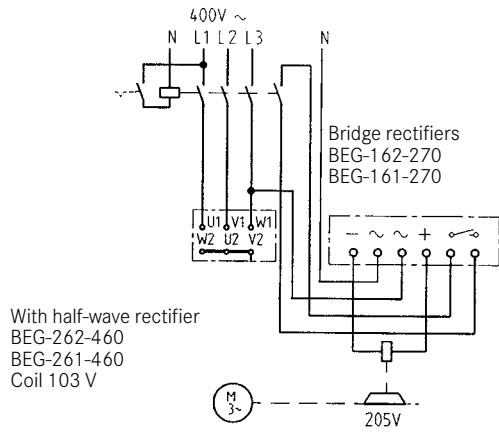 400V ~
N L1 L2 L3 N
Bridge rectifiers
BEG-162-270
BEG-161-270
U1 V1 W1
W2 U2 V2
− ~ ~ +
With half-wave rectifier
BEG-262-460
BEG-261-460
Coil 103 V
M
3~
205V